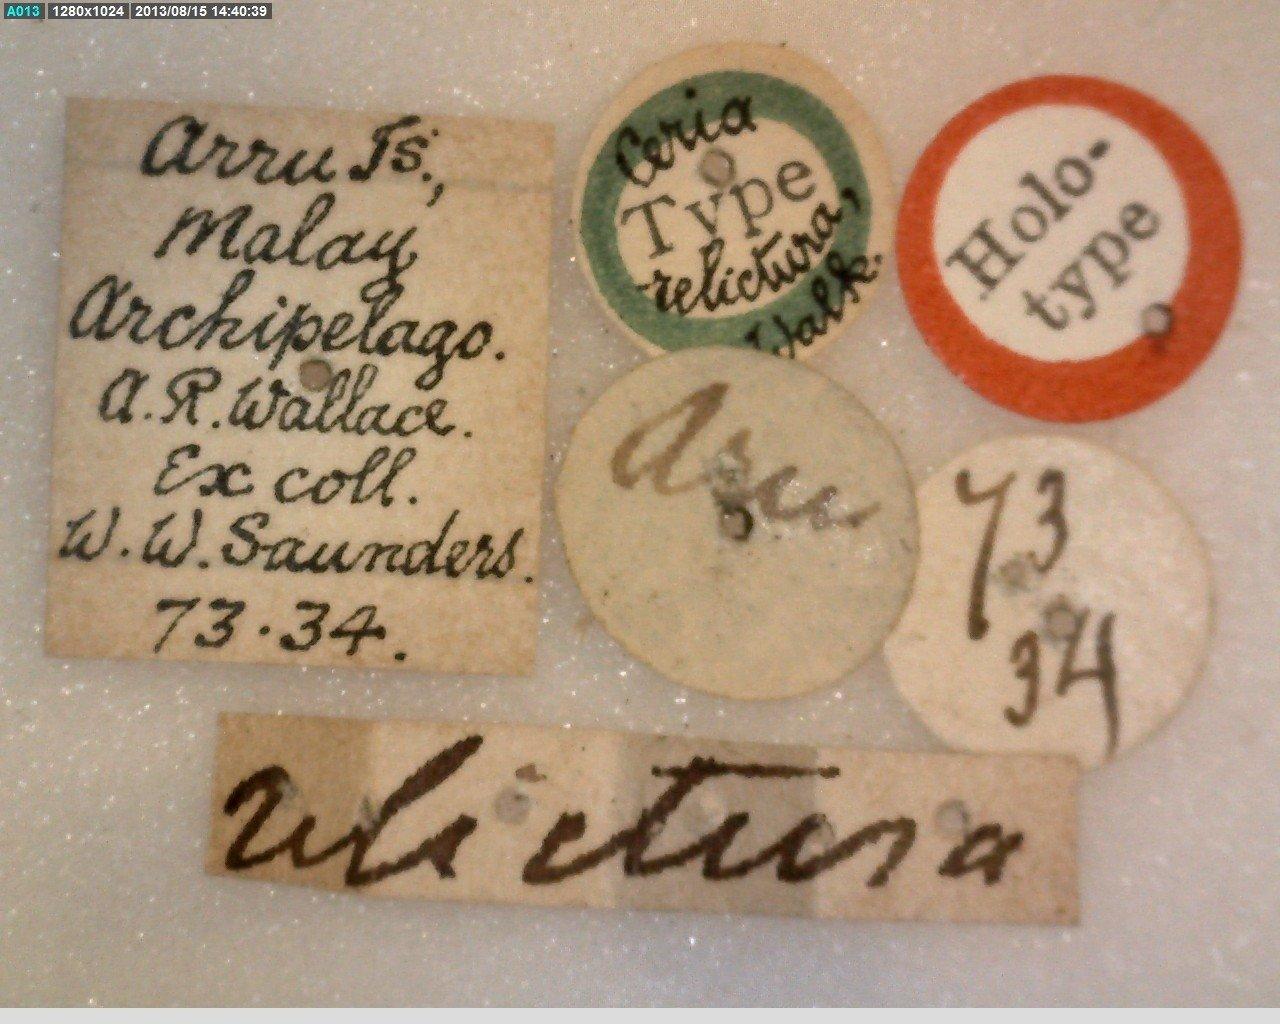 A013 1280x1024 2013/08/15 14:40:39
Arru Is.,
Malay
Archipelago.
A. R. Wallace.
Ex coll.
W. W. Saunders.
73.34.
Ceria
Type
relictura,
Walk.
Holo-
type
Aru
73
34
relictura